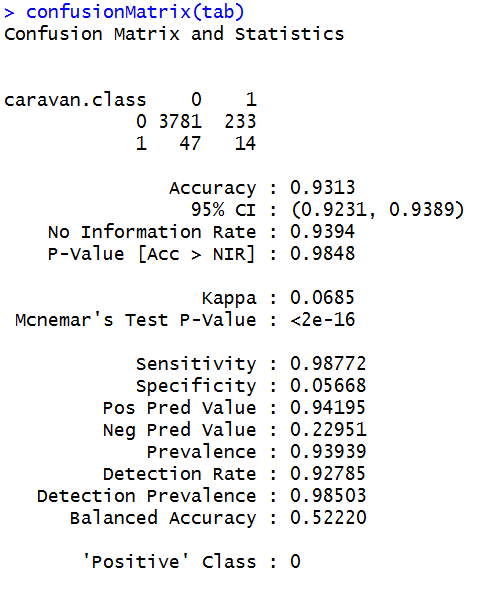 > confusionMatrix(tab)
Confusion Matrix and Statistics
caravan.class 0 1
0 3781 233
1 47 14
Accuracy : 0.9313
95% CI : (0.9231, 0.9389)
No Information Rate : 0.9394
P-Value [Acc > NIR] : 0.9848
Kappa : 0.0685
Mcnemar's Test P-Value : <2e-16
Sensitivity : 0.98772
Specificity : 0.05668
Pos Pred Value : 0.94195
Neg Pred Value : 0.22951
Prevalence : 0.93939
Detection Rate : 0.92785
Detection Prevalence : 0.98503
Balanced Accuracy : 0.52220
'Positive' Class : 0